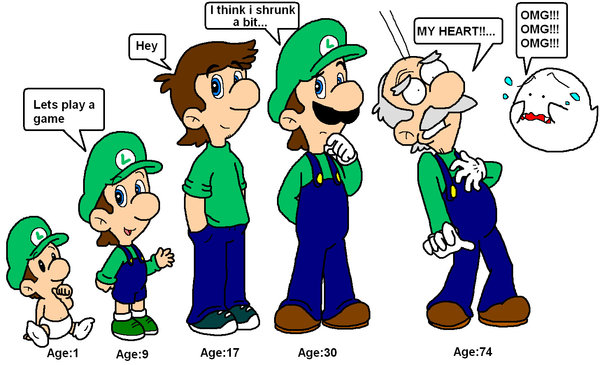 Lets play a
game
Hey
I think i shrunk
a bit...
MY HEART!!...
OMG!!!
OMG!!!
OMG!!!
L
L
L
Age:1
Age:9
Age:17
Age:30
Age:74